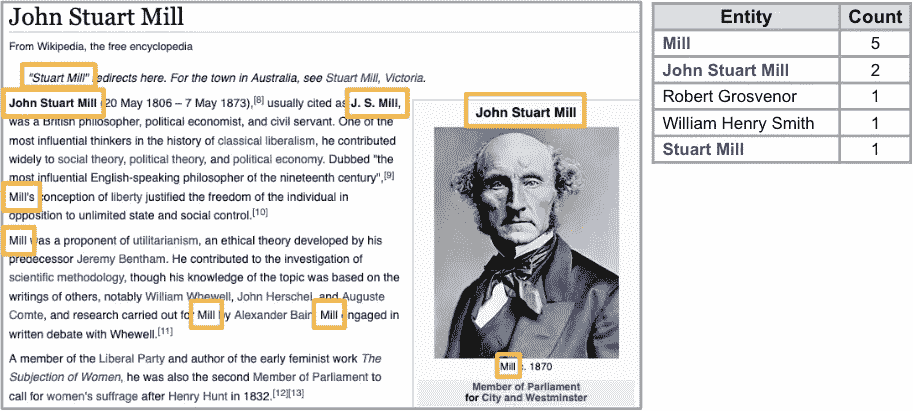 John Stuart Mill
From Wikipedia, the free encyclopedia
"Stuart Mill" redirects here. For the town in Australia, see Stuart Mill, Victoria.
John Stuart Mill (20 May 1806 – 7 May 1873),[8] usually cited as J. S. Mill,
was a British philosopher, political economist, and civil servant. One of the
most influential thinkers in the history of classical liberalism, he contributed
widely to social theory, political theory, and political economy. Dubbed "the
most influential English-speaking philosopher of the nineteenth century",[9]
Mill's conception of liberty justified the freedom of the individual in
opposition to unlimited state and social control.[10]
Mill was a proponent of utilitarianism, an ethical theory developed by his
predecessor Jeremy Bentham. He contributed to the investigation of
scientific methodology, though his knowledge of the topic was based on the
writings of others, notably William Whewell, John Herschel, and Auguste
Comte, and research carried out for Mill by Alexander Bain. Mill engaged in
written debate with Whewell.[11]
A member of the Liberal Party and author of the early feminist work The
Subjection of Women, he was also the second Member of Parliament to
call for women's suffrage after Henry Hunt in 1832.[12][13]
John Stuart Mill
Mill c. 1870
Member of Parliament
for City and Westminster
Entity Count
Mill 5
John Stuart Mill 2
Robert Grosvenor 1
William Henry Smith 1
Stuart Mill 1